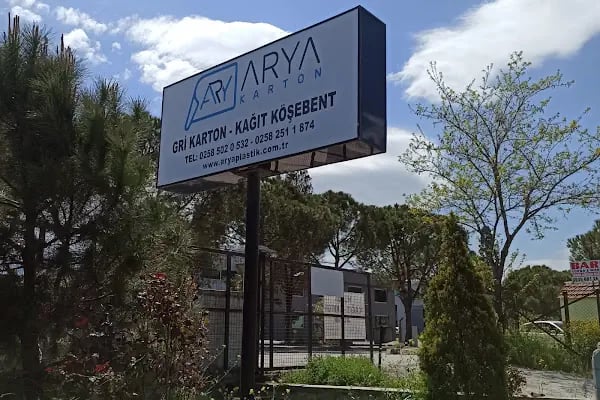 ARY ARYA
KARTON
GRİ KARTON - KAĞIT KÖŞEBENT
TEL: 0258 502 0 532 - 0258 251 1 874
www.aryaplastik.com.tr
BAR